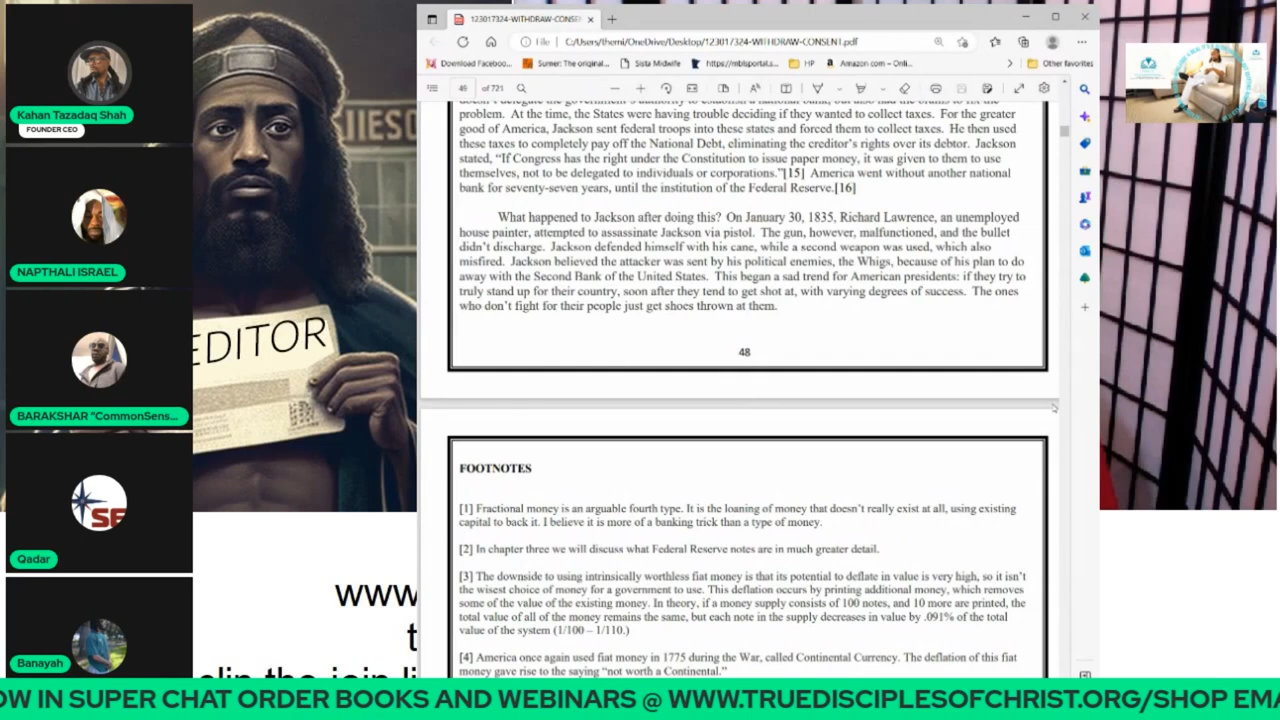 Kahan Tazadaq Shah
FOUNDER CEO
NAPTHALI ISRAEL
BARAKSHAR "CommonSens...
Qadar
SE
Banayah
EDITOR
IIESC
www
t
123017324-WITHDRAW-CONSEN
File
C:/Users/themi/OneDrive/Desktop/123017324-WITHDRAW-CONSENT.pdf
Download Faceboo...
Sumer: The original...
Sista Midwife
https://mblsportal.s...
HP
Amazon.com – Onli...
Other favorites
49 of 721
problem. At the time, the States were having trouble deciding if they wanted to collect taxes. For the greater
good of America, Jackson sent federal troops into these states and forced them to collect taxes. He then used
these taxes to completely pay off the National Debt, eliminating the creditor's rights over its debtor. Jackson
stated, "If Congress has the right under the Constitution to issue paper money, it was given to them to use
themselves, not to be delegated to individuals or corporations."[15] America went without another national
bank for seventy-seven years, until the institution of the Federal Reserve.[16]
What happened to Jackson after doing this? On January 30, 1835, Richard Lawrence, an unemployed
house painter, attempted to assassinate Jackson via pistol. The gun, however, malfunctioned, and the bullet
didn't discharge. Jackson defended himself with his cane, while a second weapon was used, which also
misfired. Jackson believed the attacker was sent by his political enemies, the Whigs, because of his plan to do
away with the Second Bank of the United States. This began a sad trend for American presidents: if they try to
truly stand up for their country, soon after they tend to get shot at, with varying degrees of success. The ones
who don't fight for their people just get shoes thrown at them.
48
FOOTNOTES
[1] Fractional money is an arguable fourth type. It is the loaning of money that doesn't really exist at all, using existing
capital to back it. I believe it is more of a banking trick than a type of money.
[2] In chapter three we will discuss what Federal Reserve notes are in much greater detail.
[3] The downside to using intrinsically worthless fiat money is that its potential to deflate in value is very high, so it isn't
the wisest choice of money for a government to use. This deflation occurs by printing additional money, which removes
some of the value of the existing money. In theory, if a money supply consists of 100 notes, and 10 more are printed, the
total value of all of the money remains the same, but each note in the supply decreases in value by .091% of the total
value of the system (1/100 – 1/110.)
[4] America once again used fiat money in 1775 during the War, called Continental Currency. The deflation of this fiat
money gave rise to the saying "not worth a Continental."
OW IN SUPER CHAT ORDER BOOKS AND WEBINARS @ WWW.TRUEDISCIPLESOFCHRIST.ORG/SHOP EMA